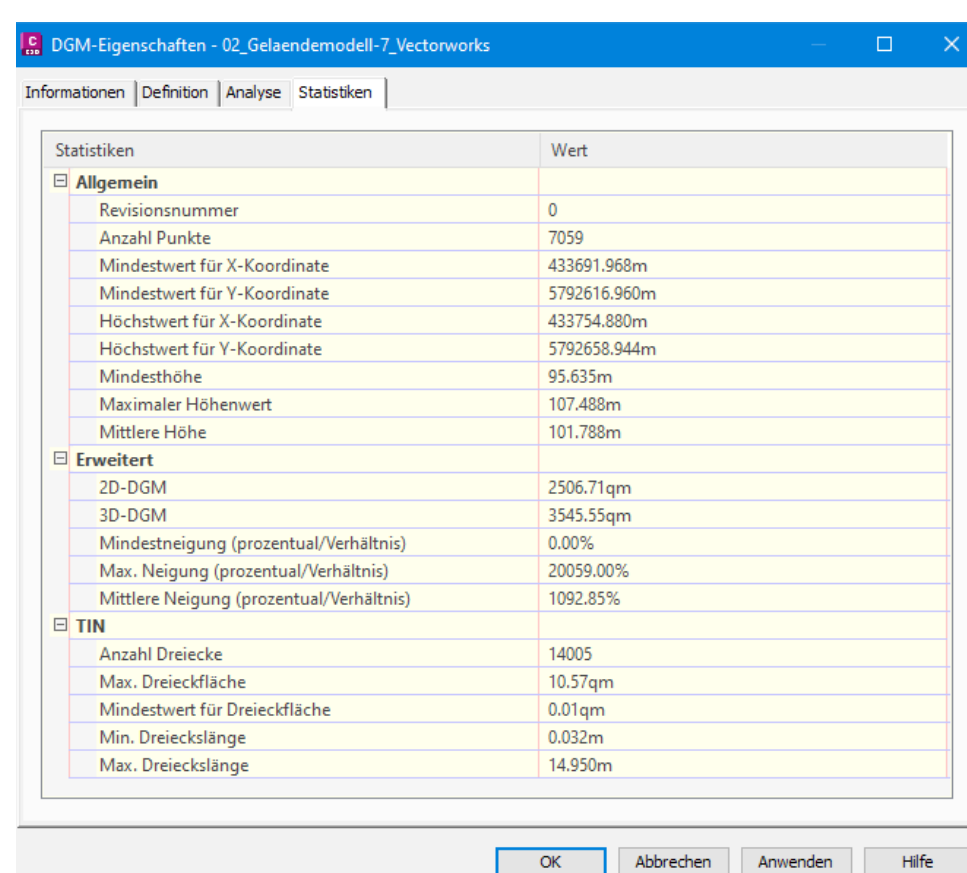 C
C3D
DGM-Eigenschaften - 02_Gelaendemodell-7_Vectorworks
Informationen Definition Analyse Statistiken
Statistiken Wert
Allgemein
Revisionsnummer 0
Anzahl Punkte 7059
Mindestwert für X-Koordinate 433691.968m
Mindestwert für Y-Koordinate 5792616.960m
Höchstwert für X-Koordinate 433754.880m
Höchstwert für Y-Koordinate 5792658.944m
Mindesthöhe 95.635m
Maximaler Höhenwert 107.488m
Mittlere Höhe 101.788m
Erweitert
2D-DGM 2506.71qm
3D-DGM 3545.55qm
Mindestneigung (prozentual/Verhältnis) 0.00%
Max. Neigung (prozentual/Verhältnis) 20059.00%
Mittlere Neigung (prozentual/Verhältnis) 1092.85%
TIN
Anzahl Dreiecke 14005
Max. Dreieckfläche 10.57qm
Mindestwert für Dreieckfläche 0.01qm
Min. Dreieckslänge 0.032m
Max. Dreieckslänge 14.950m
OK Abbrechen Anwenden Hilfe